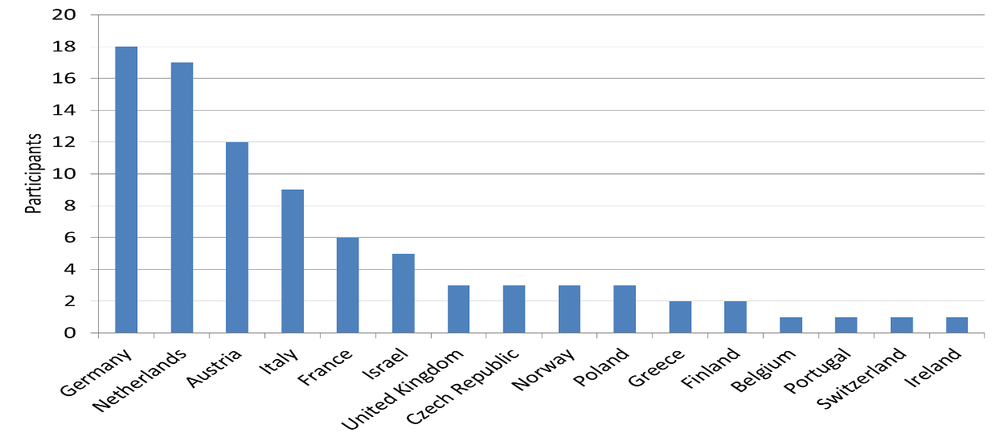 20
18
16
14
12
10
8
6
4
2
0
Participants
Germany
Netherlands
Austria
Italy
France
Israel
United Kingdom
Czech Republic
Norway
Poland
Greece
Finland
Belgium
Portugal
Switzerland
Ireland